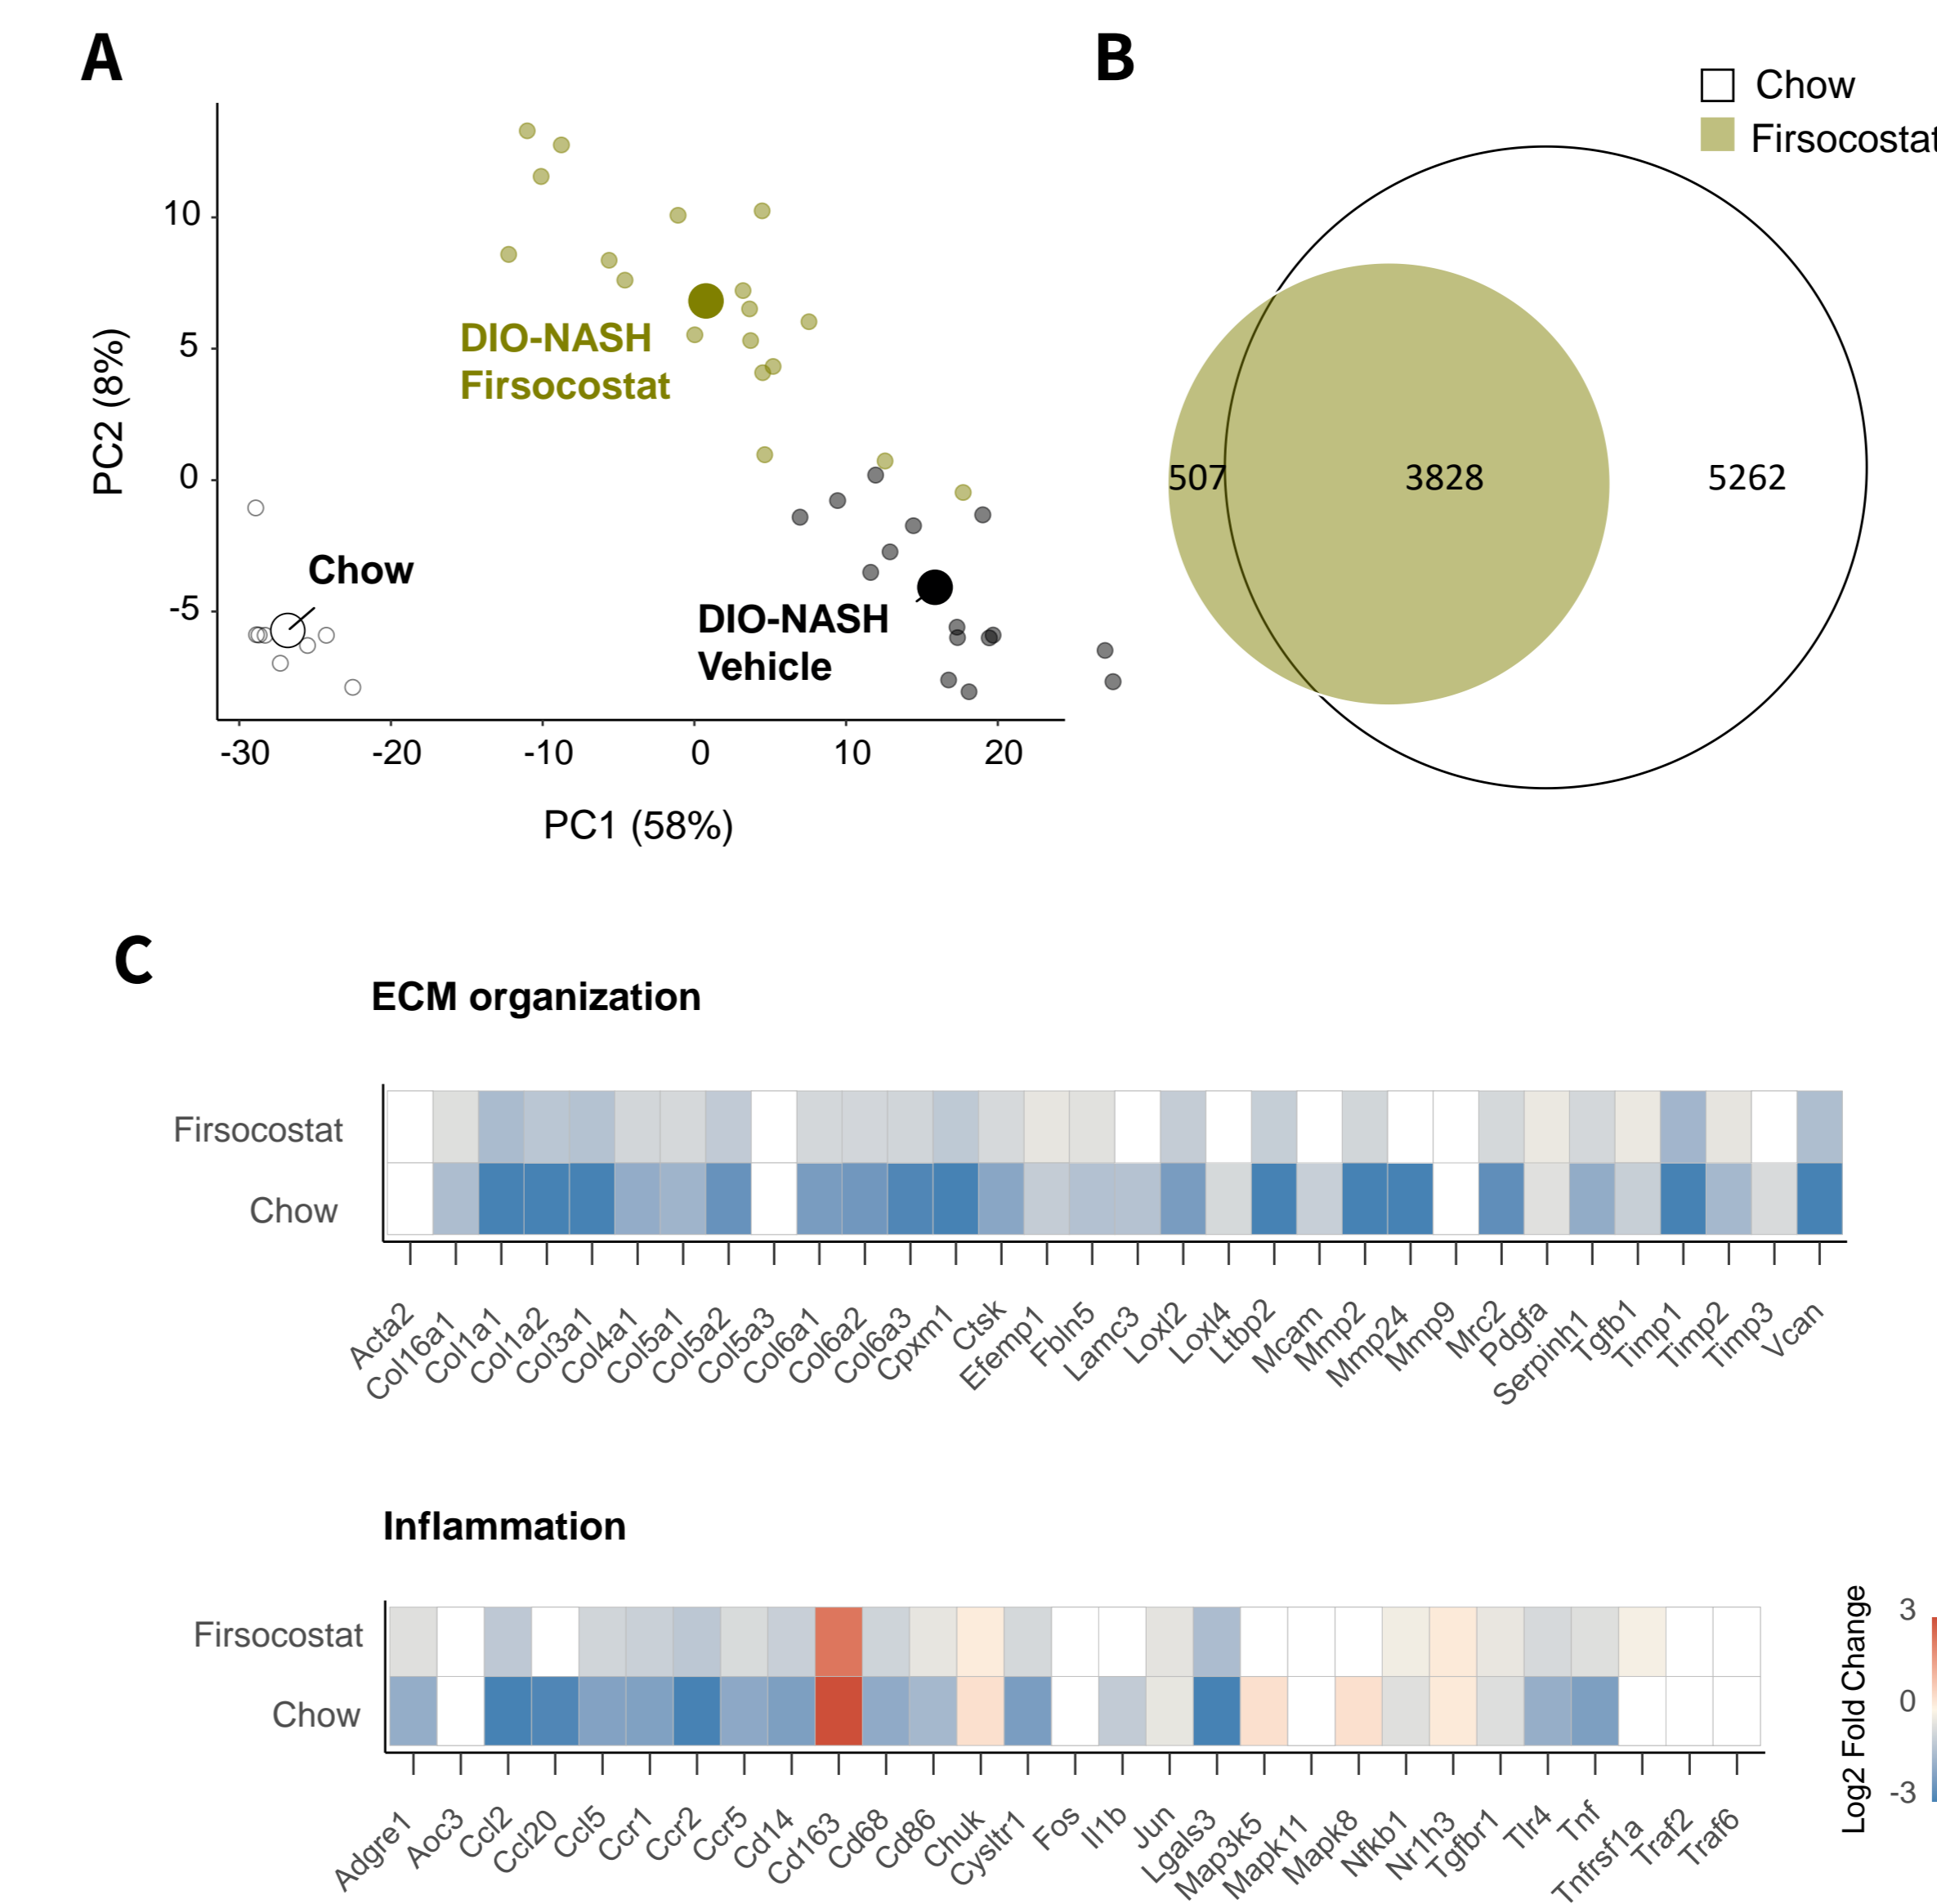 A
B
Chow
Firsocostat
10
5
0
-5
PC2 (8%)
DIO-NASH
Firsocostat
Chow
DIO-NASH
Vehicle
-30
-20
-10
0
10
20
PC1 (58%)
507
3828
5262
C
ECM organization
Firsocostat
Chow
Acta2
Col16a1
Col1a1
Col1a2
Col3a1
Col4a1
Col5a1
Col5a2
Col5a3
Col6a1
Col6a2
Col6a3
Cpxm1
Ctsk
Efemp1
Fbln5
Lamc3
Loxl2
Loxl4
Ltbp2
Mcam
Mmp2
Mmp24
Mmp9
Mrc2
Pdgfa
Serpinh1
Tgfb1
Timp1
Timp2
Timp3
Vcan
Inflammation
Firsocostat
Chow
Adgre1
Aoc3
Ccl2
Ccl20
Ccl5
Ccr1
Ccr2
Ccr5
Cd14
Cd163
Cd68
Cd86
Chuk
Cysltr1
Fos
Il1b
Jun
Lgals3
Map3k5
Mapk11
Mapk8
Nfkb1
Nr1h3
Tgfbr1
Tlr4
Tnf
Tnfrsf1a
Traf2
Traf6
Log2 Fold Change
3
0
-3